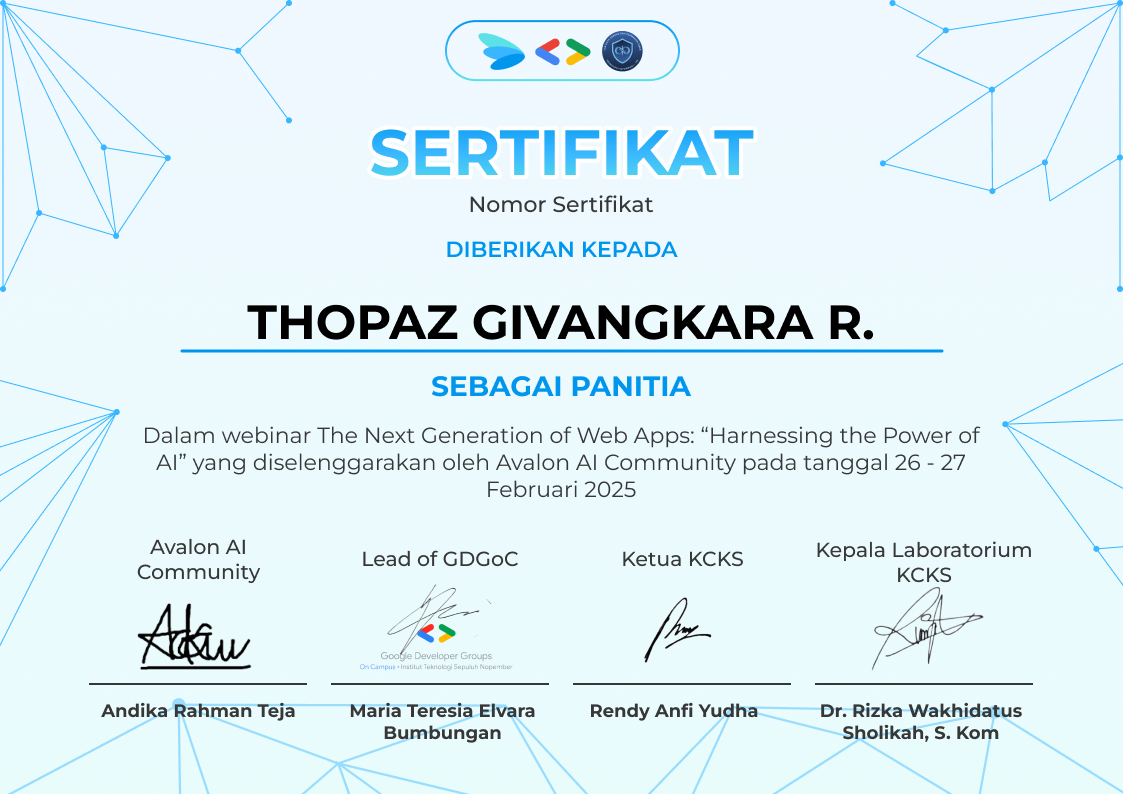 SERTIFIKAT
Nomor Sertifikat
DIBERIKAN KEPADA
THOPAZ GIVANGKARA R.
SEBAGAI PANITIA
Dalam webinar The Next Generation of Web Apps: “Harnessing the Power of
AI” yang diselenggarakan oleh Avalon AI Community pada tanggal 26 - 27
Februari 2025
Avalon AI
Community
Lead of GDGoC
Ketua KCKS
Kepala Laboratorium
KCKS
Google Developer Groups
On Campus • Institut Teknologi Sepuluh Nopember
Andika Rahman Teja
Maria Teresia Elvara
Bumbungan
Rendy Anfi Yudha
Dr. Rizka Wakhidatus
Sholikah, S. Kom